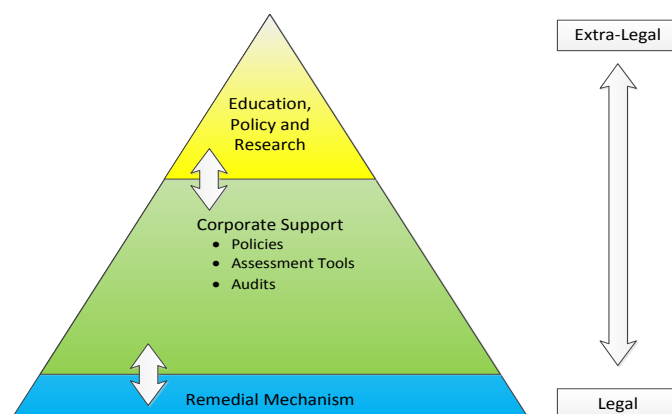 Extra-Legal
Education,
Policy and
Research
Corporate Support
• Policies
• Assessment Tools
• Audits
Remedial Mechanism
Legal